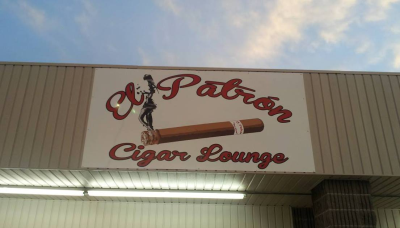 El Patrón
Cigar Lounge